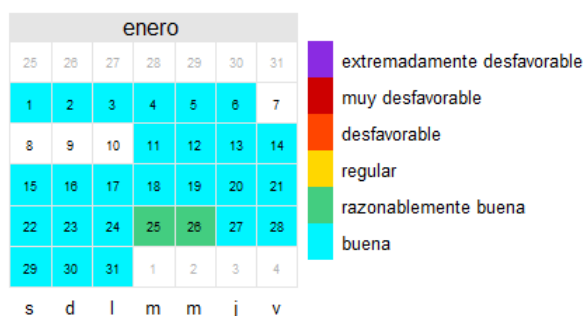 enero
25 26 27 28 29 30 31
1 2 3 4 5 6 7
8 9 10 11 12 13 14
15 16 17 18 19 20 21
22 23 24 25 26 27 28
29 30 31 1 2 3 4
s d l m m j v
extremadamente desfavorable
muy desfavorable
desfavorable
regular
razonablemente buena
buena